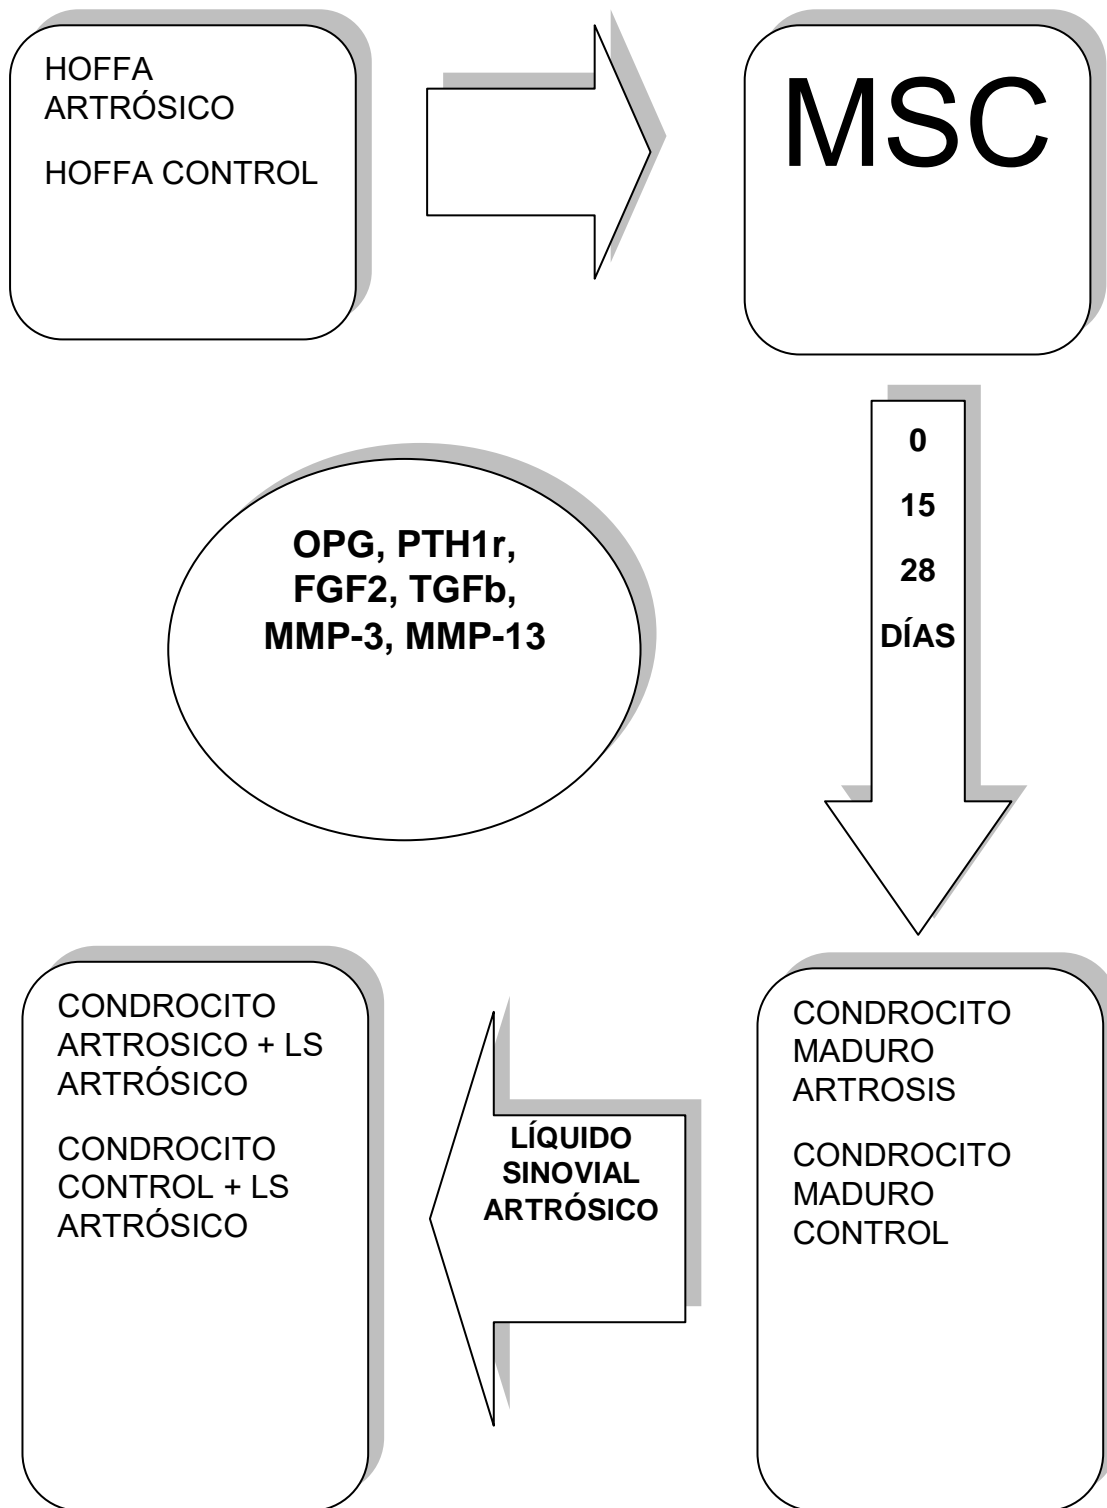 HOFFA
ARTRÓSICO
HOFFA CONTROL
MSC
0
15
28
DÍAS
OPG, PTH1r,
FGF2, TGFb,
MMP-3, MMP-13
CONDROCITO
ARTROSICO + LS
ARTRÓSICO
CONDROCITO
CONTROL + LS
ARTRÓSICO
LÍQUIDO
SINOVIAL
ARTRÓSICO
CONDROCITO
MADURO
ARTROSIS
CONDROCITO
MADURO
CONTROL